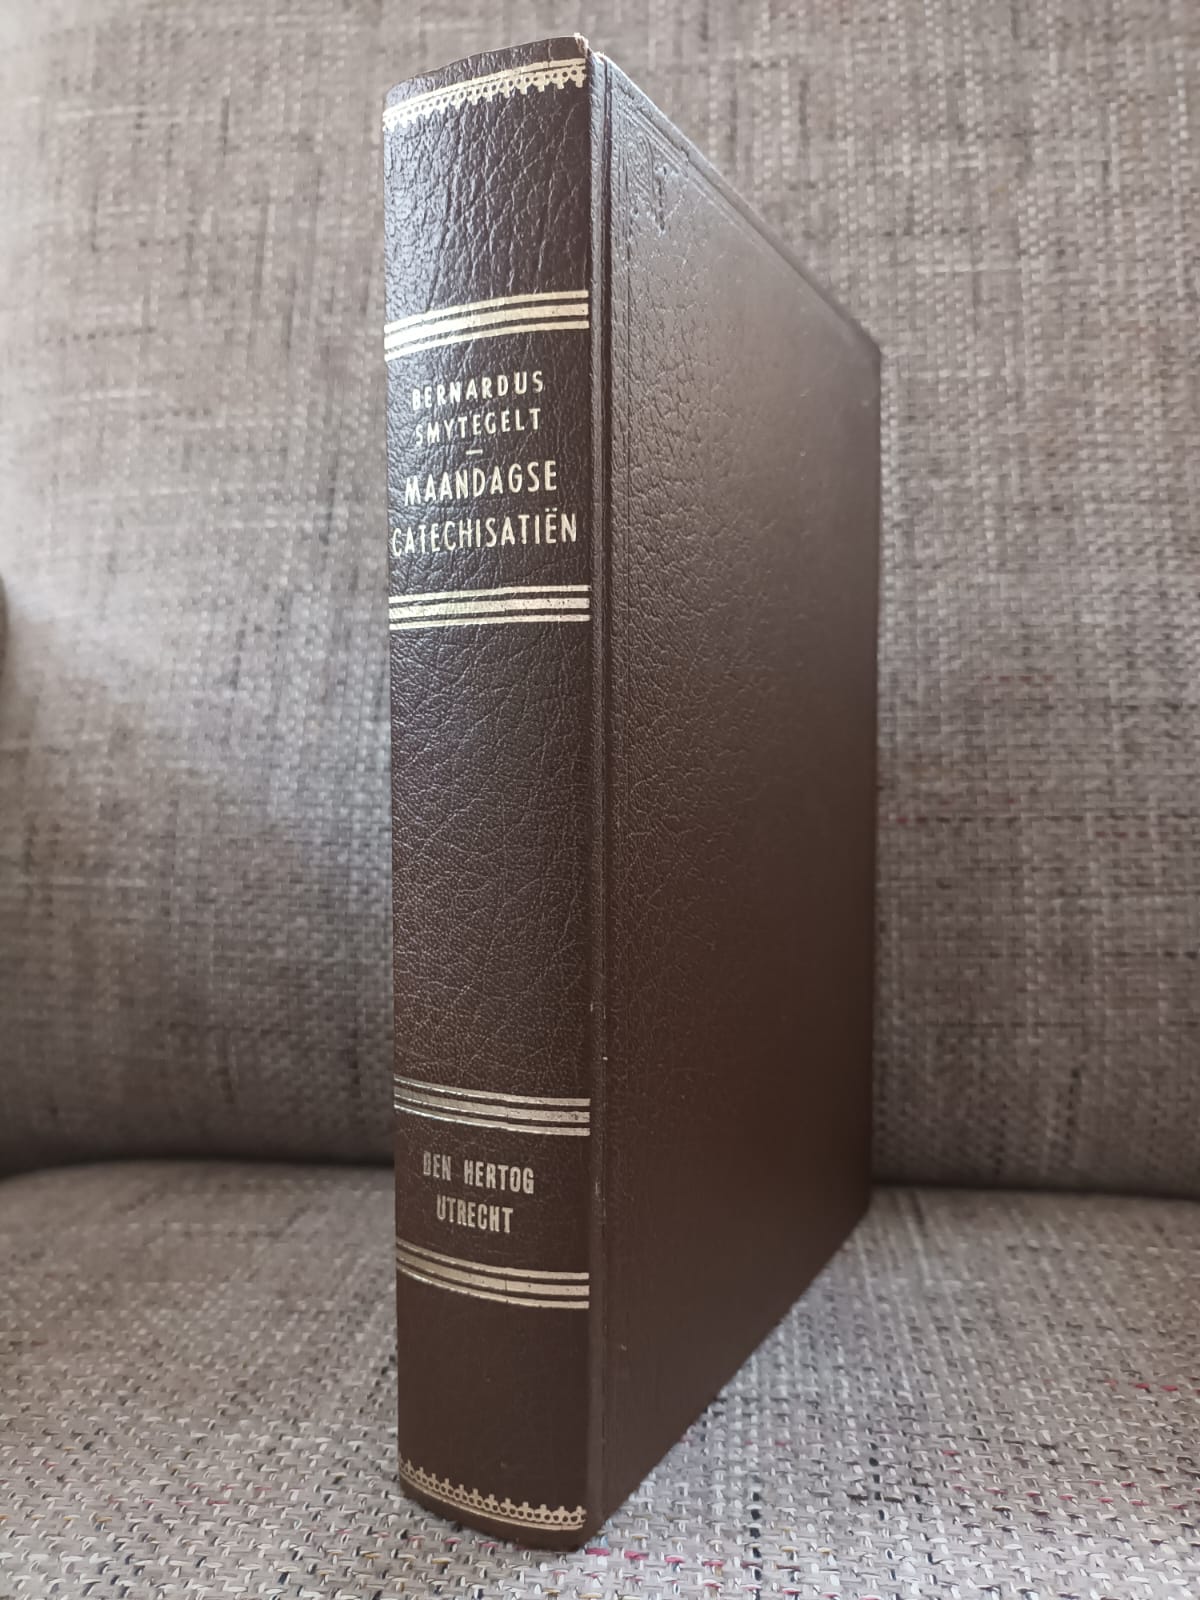 BERNARDUS
SMYTEGELT
—
MAANDAGSE
CATECHISATIËN
DEN HERTOG
UTRECHT